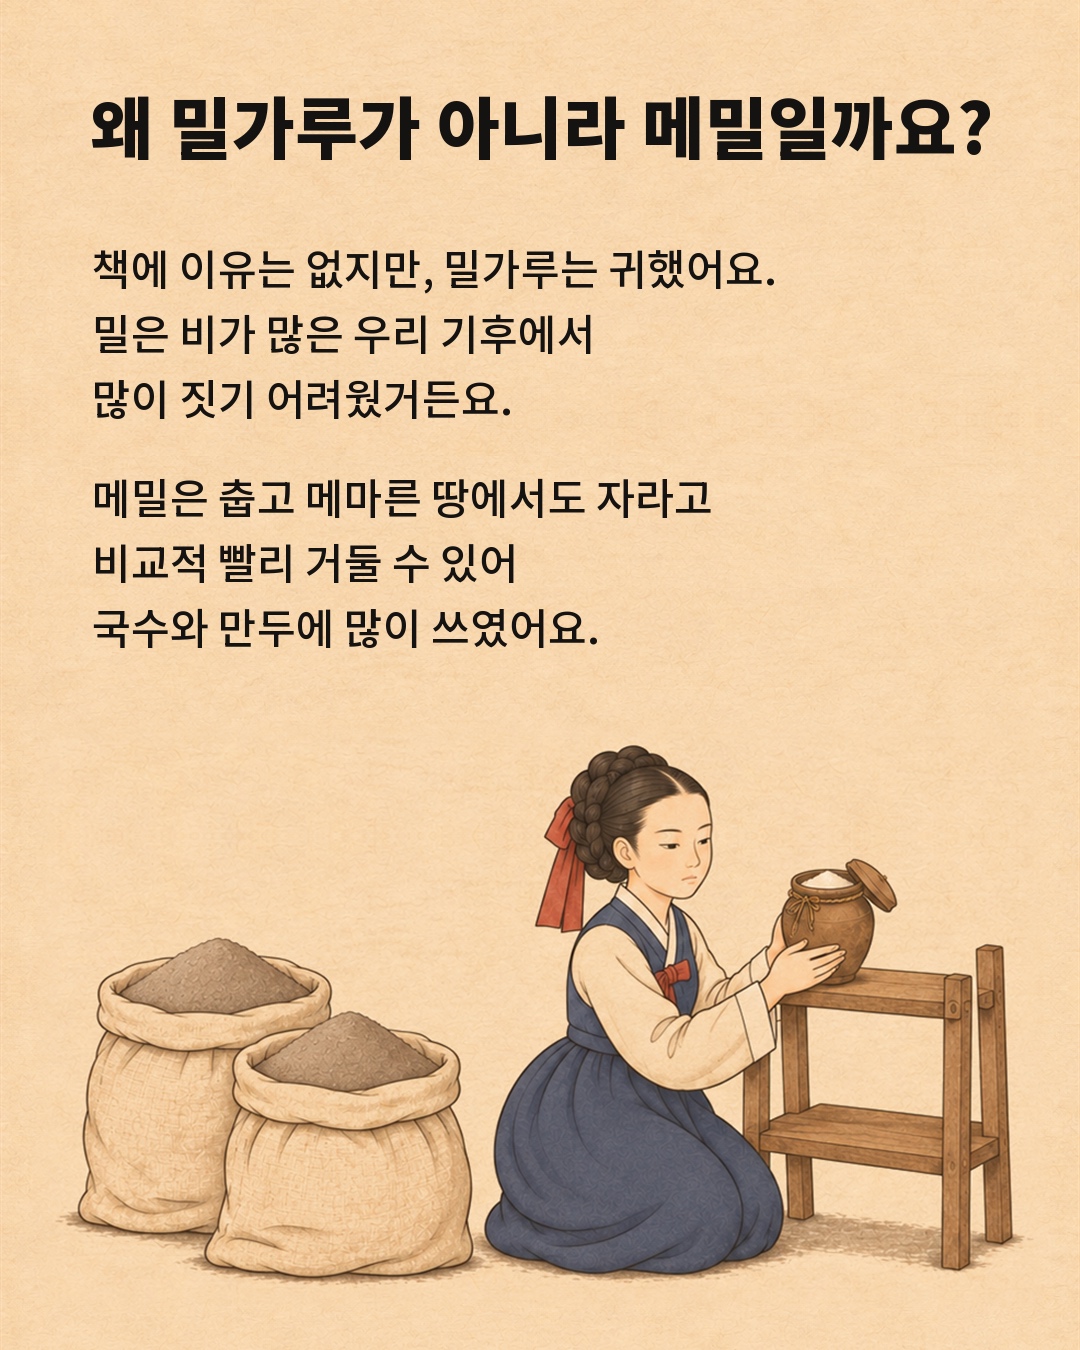 왜 밀가루가 아니라 메밀일까요?
책에 이유는 없지만, 밀가루는 귀했어요.
밀은 비가 많은 우리 기후에서
많이 짓기 어려웠거든요.
메밀은 춥고 메마른 땅에서도 자라고
비교적 빨리 거둘 수 있어
국수와 만두에 많이 쓰였어요.